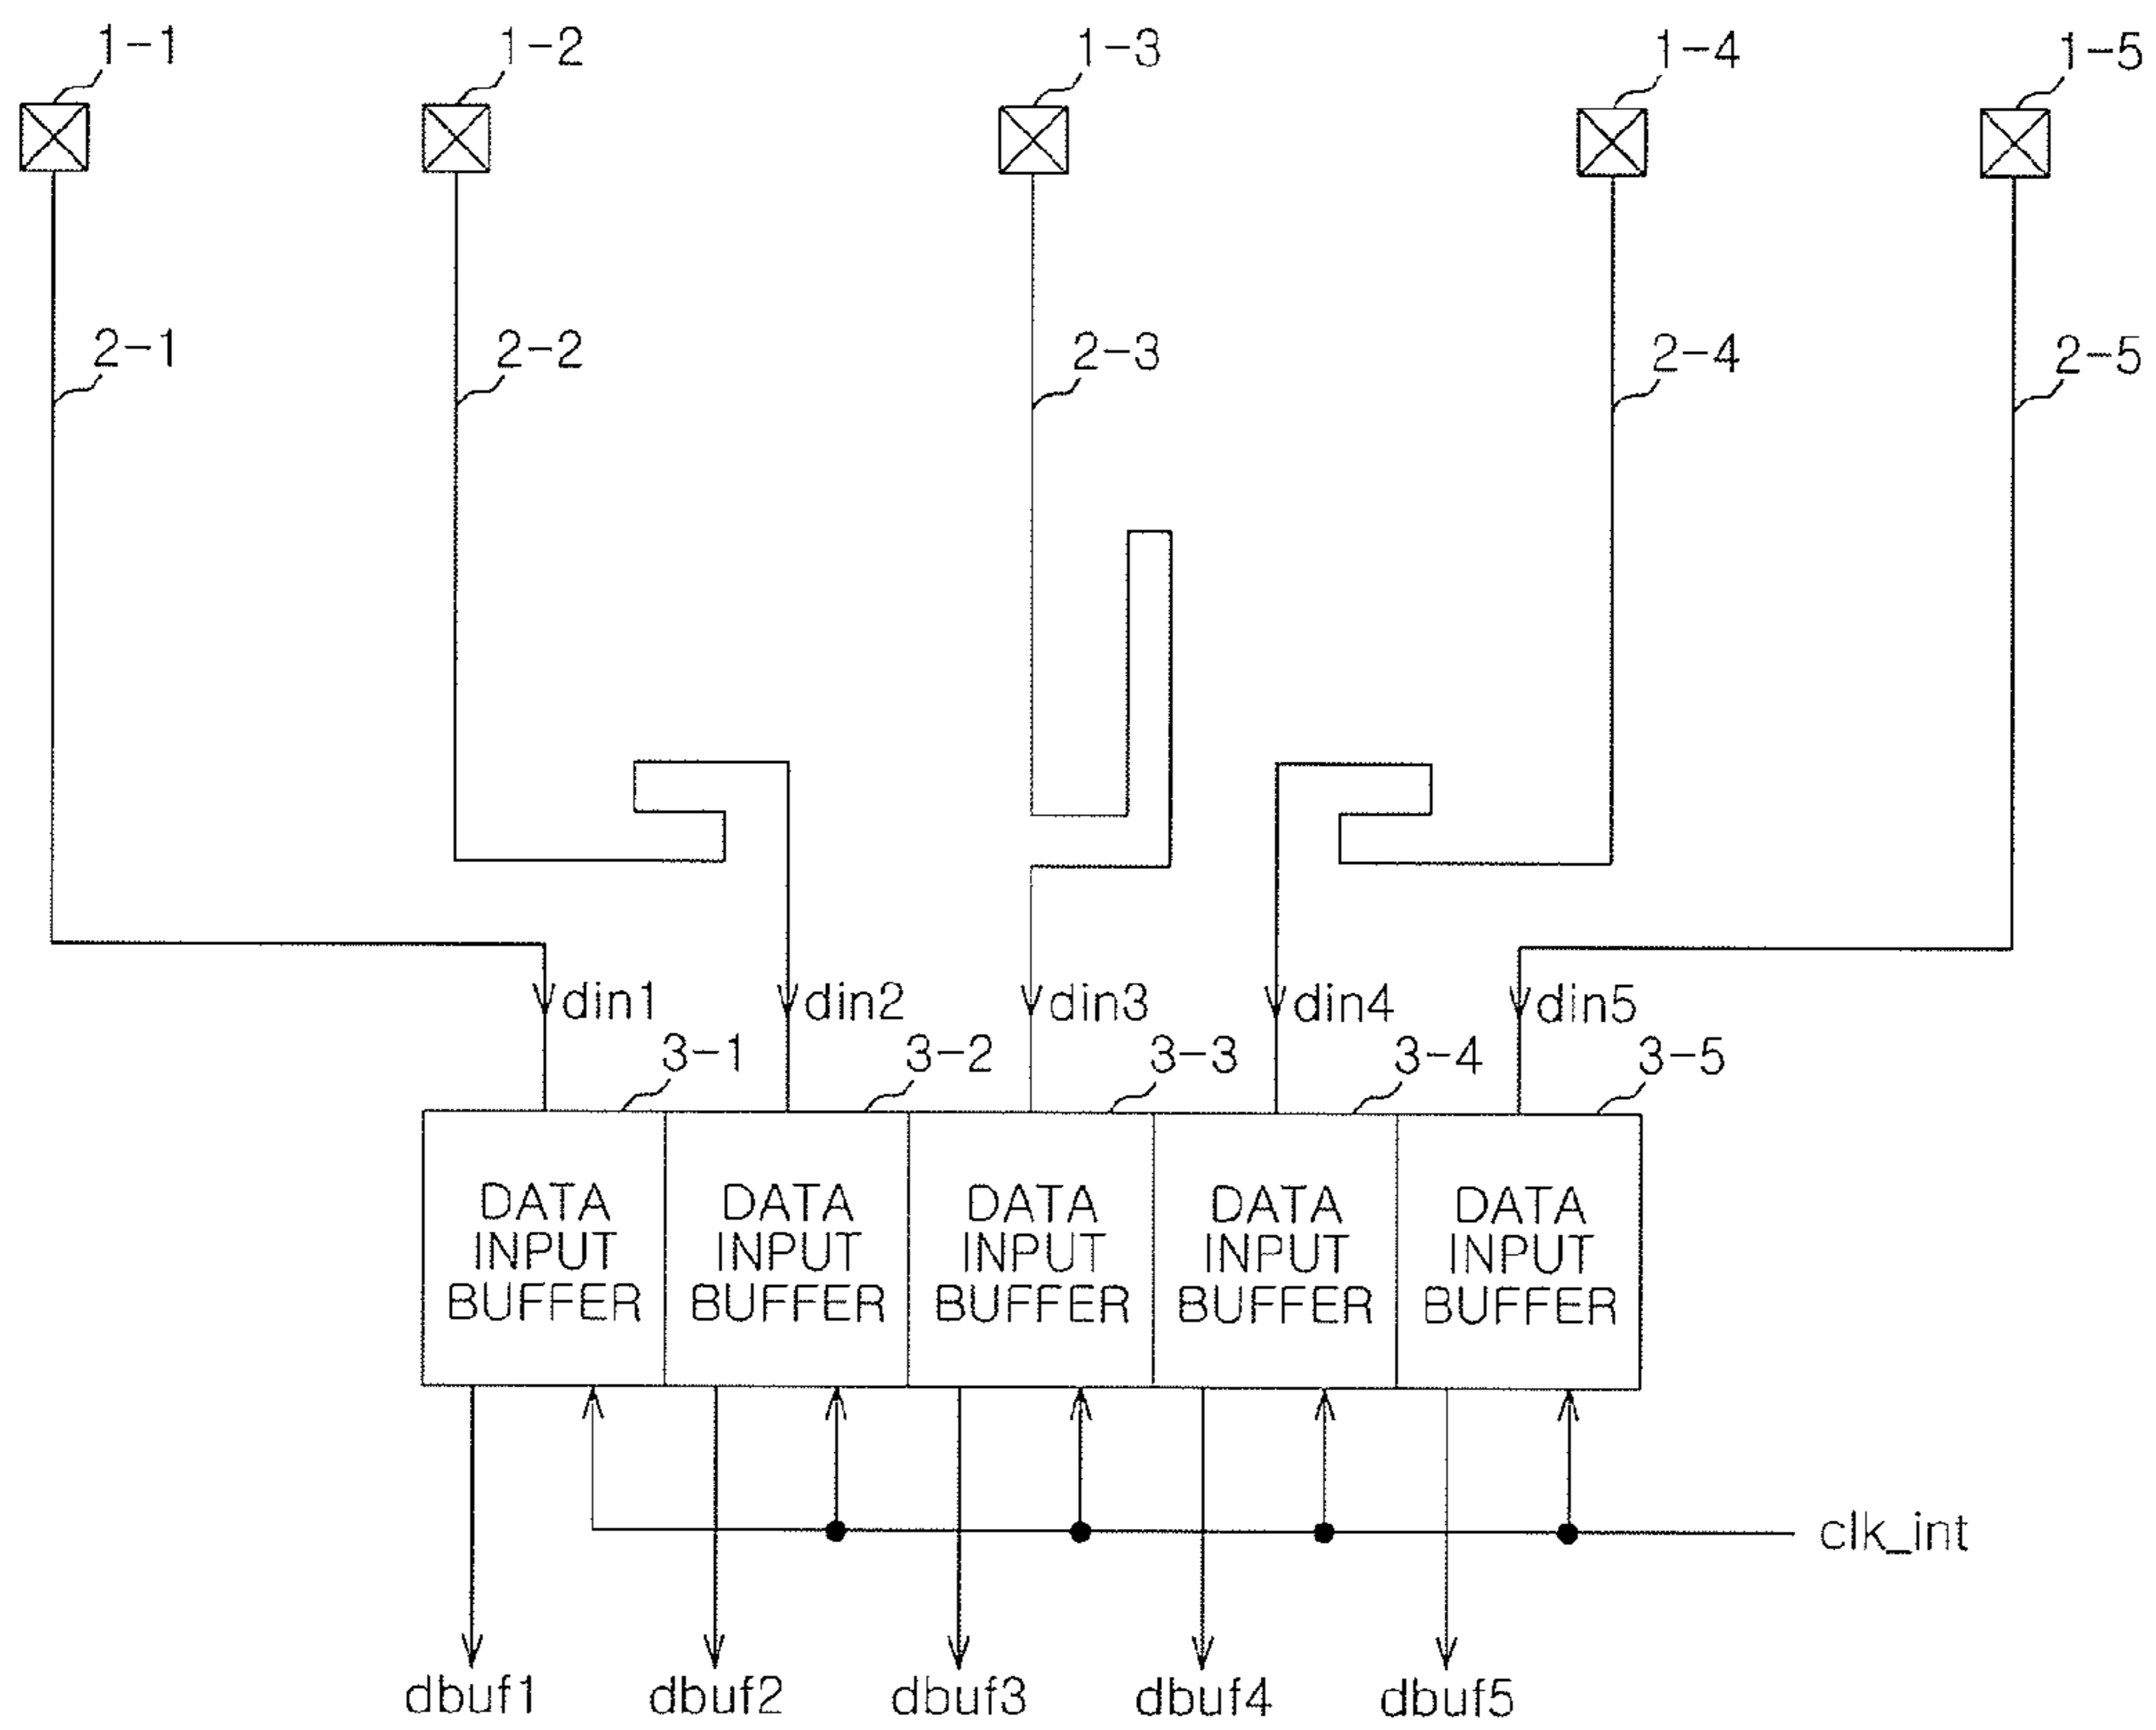 1-1 1-2 1-3 1-4 1-5
2-1 2-2 2-3 2-4 2-5
din1 din2 din3 din4 din5
3-1 3-2 3-3 3-4 3-5
DATA INPUT BUFFER
DATA INPUT BUFFER
DATA INPUT BUFFER
DATA INPUT BUFFER
DATA INPUT BUFFER
clk_int
dbuf1 dbuf2 dbuf3 dbuf4 dbuf5